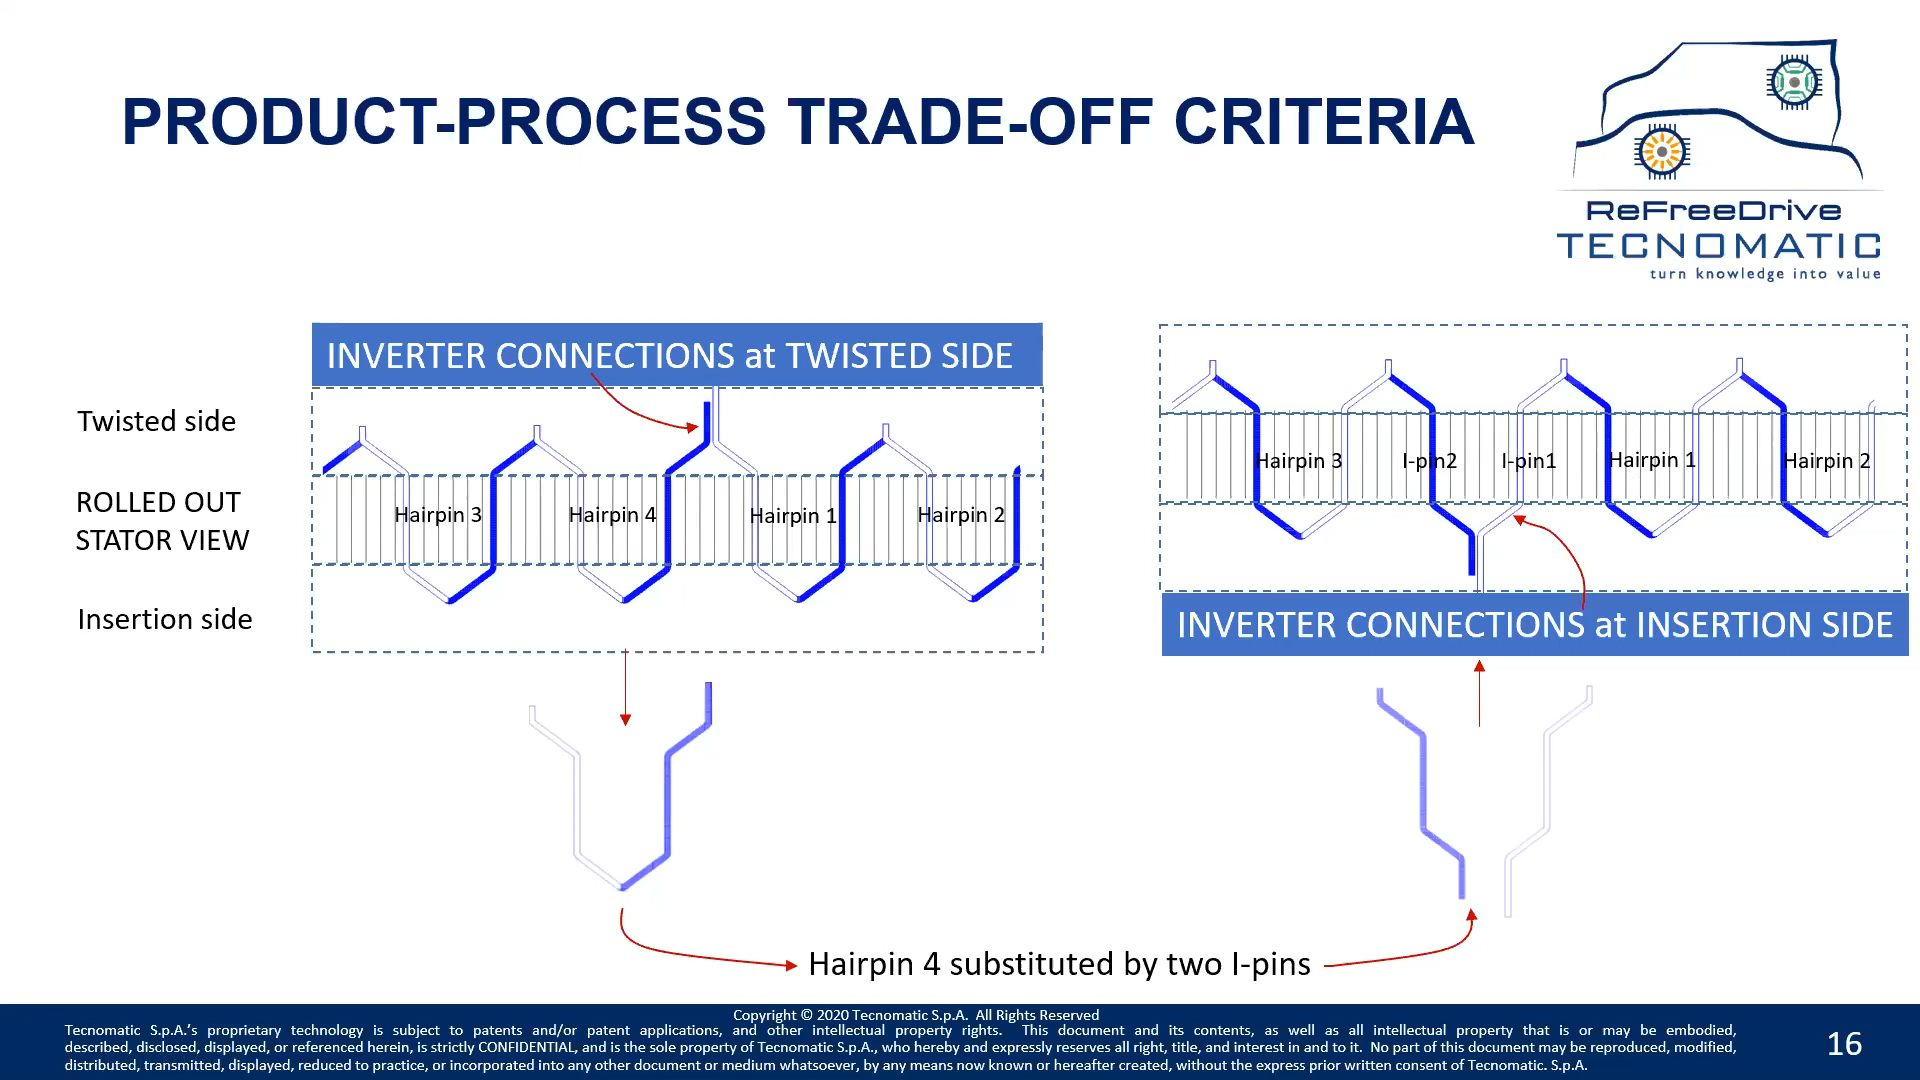 PRODUCT-PROCESS TRADE-OFF CRITERIA
ReFreeDrive
TECNOMATIC
turn knowledge into value
INVERTER CONNECTIONS at TWISTED SIDE
Twisted side
ROLLED OUT
STATOR VIEW
Insertion side
Hairpin 3
Hairpin 4
Hairpin 1
Hairpin 2
Hairpin 3
I-pin2
I-pin1
Hairpin 1
Hairpin 2
INVERTER CONNECTIONS at INSERTION SIDE
Hairpin 4 substituted by two I-pins
Copyright © 2020 Tecnomatic S.p.A. All Rights Reserved
Tecnomatic S.p.A.'s proprietary technology is subject to patents and/or patent applications, and other intellectual property rights. This document and its contents, as well as all intellectual property that is or may be embodied,
described, disclosed, displayed, or referenced herein, is strictly CONFIDENTIAL, and is the sole property of Tecnomatic S.p.A., who hereby and expressly reserves all right, title, and interest in and to it. No part of this document may be reproduced, modified,
distributed, transmitted, displayed, reduced to practice, or incorporated into any other document or medium whatsoever, by any means now known or hereafter created, without the express prior written consent of Tecnomatic. S.p.A.
16